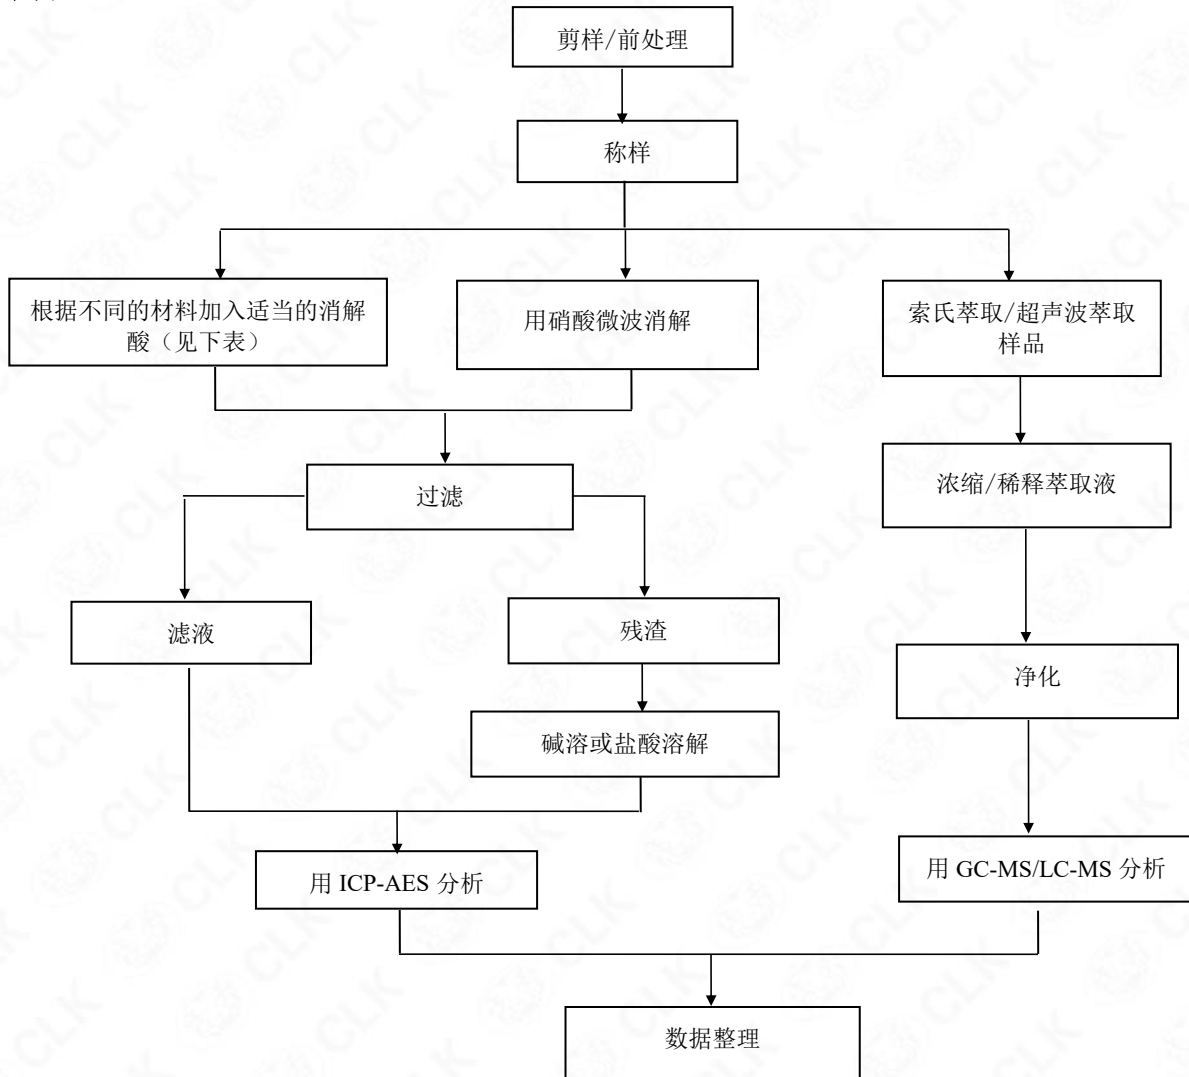 剪样/前处理
称样
根据不同的材料加入适当的消解
酸（见下表）
用硝酸微波消解
索氏萃取/超声波萃取
样品
过滤
浓缩/稀释萃取液
滤液
残渣
净化
碱溶或盐酸溶解
用 ICP-AES 分析
用 GC-MS/LC-MS 分析
数据整理
CLK